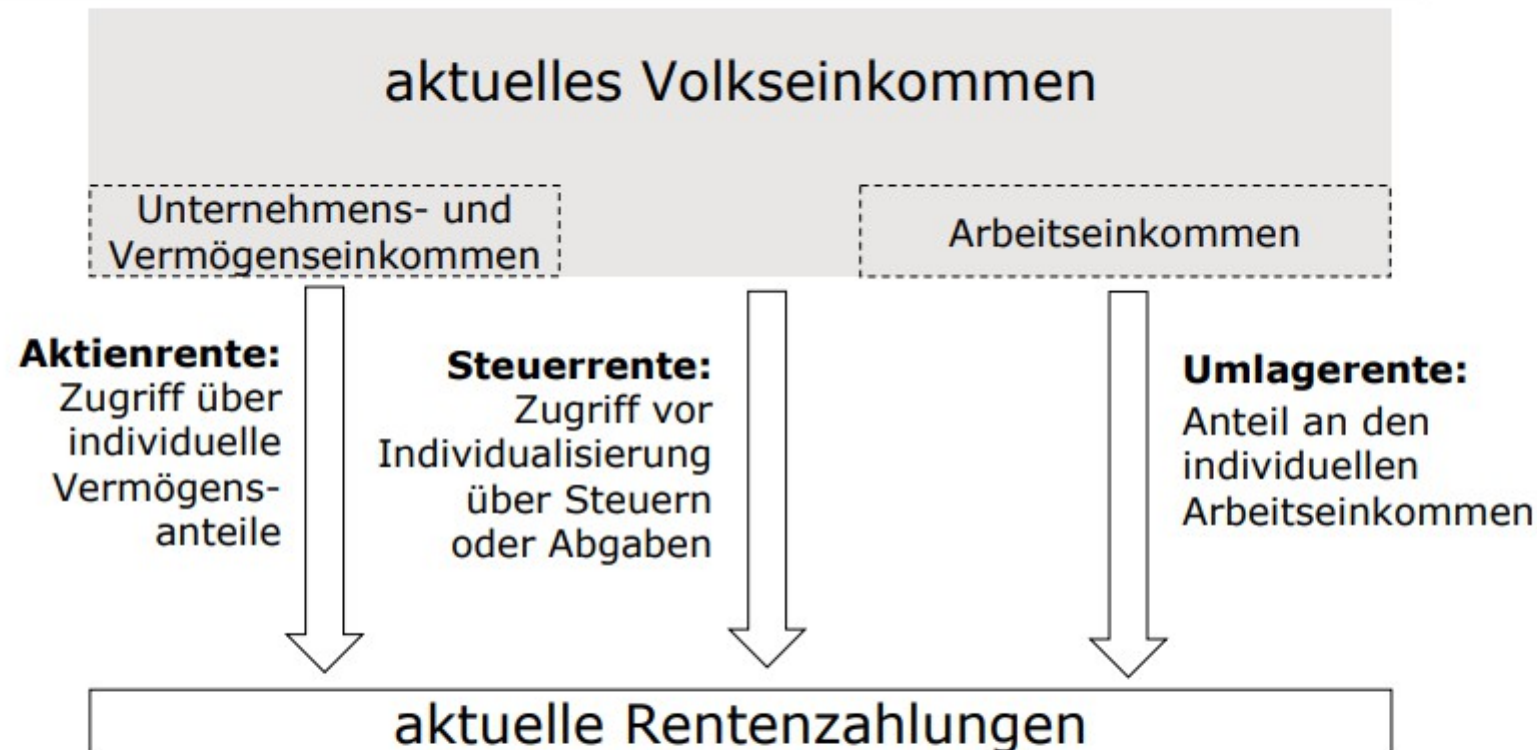 aktuelles Volkseinkommen
Unternehmens- und
Vermögenseinkommen
Arbeitseinkommen
Aktienrente:
Zugriff über
individuelle
Vermögens-
anteile
Steuerrente:
Zugriff vor
Individualisierung
über Steuern
oder Abgaben
Umlagerente:
Anteil an den
individuellen
Arbeitseinkommen
aktuelle Rentenzahlungen